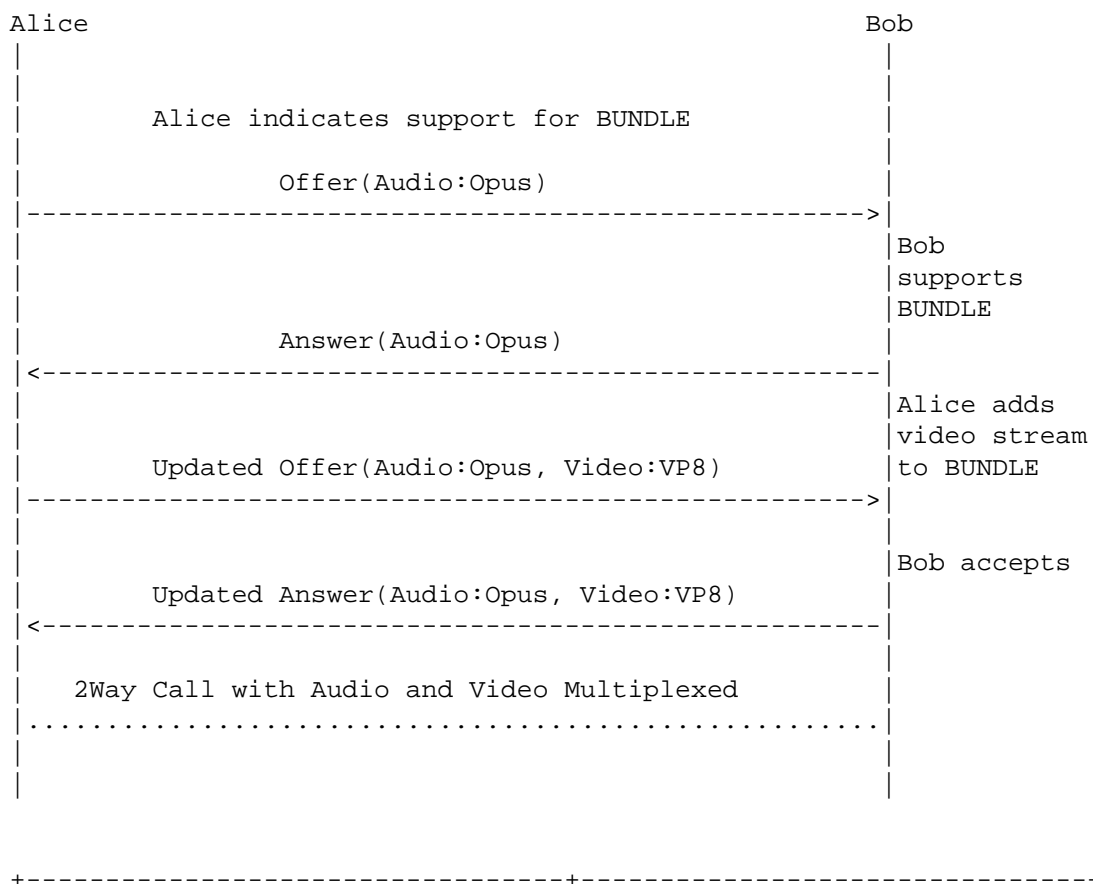 Alice Bob
Alice indicates support for BUNDLE
Offer(Audio:Opus)
Bob
supports
BUNDLE
Answer(Audio:Opus)
Alice adds
video stream
Updated Offer(Audio:Opus, Video:VP8) to BUNDLE
Bob accepts
Updated Answer(Audio:Opus, Video:VP8)
2Way Call with Audio and Video Multiplexed